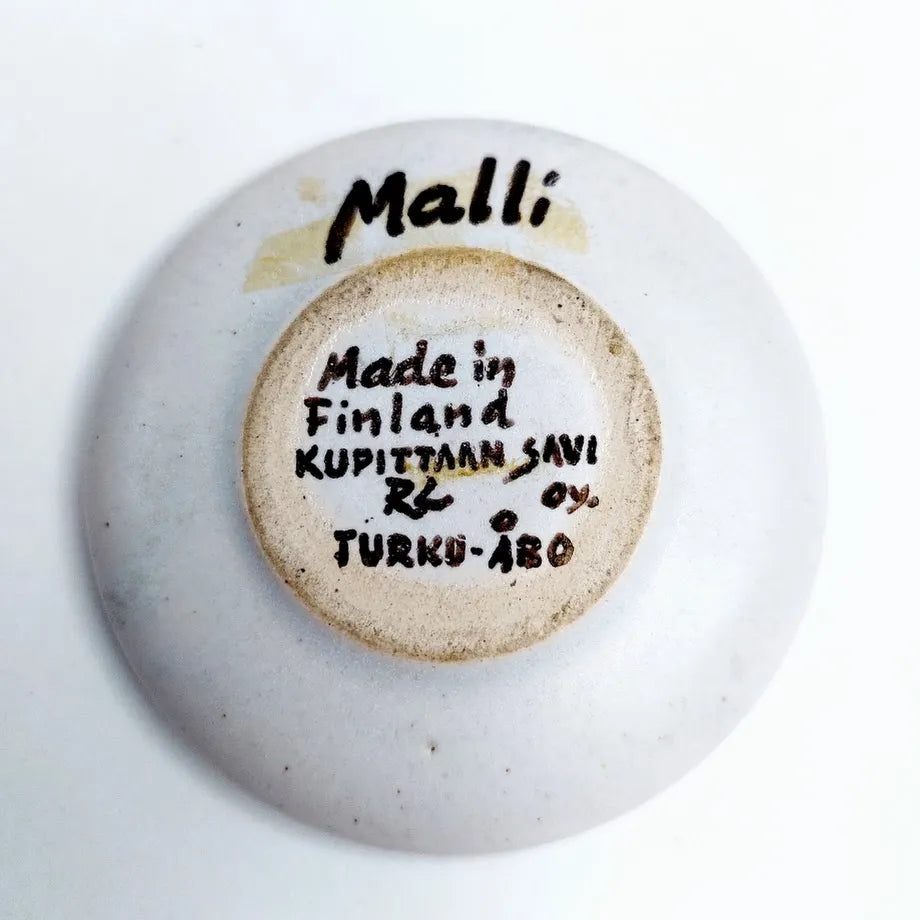 Malli
Made in
Finland
KUPITTAAN SAVI
RL Oy.
TURKU-ÅBO